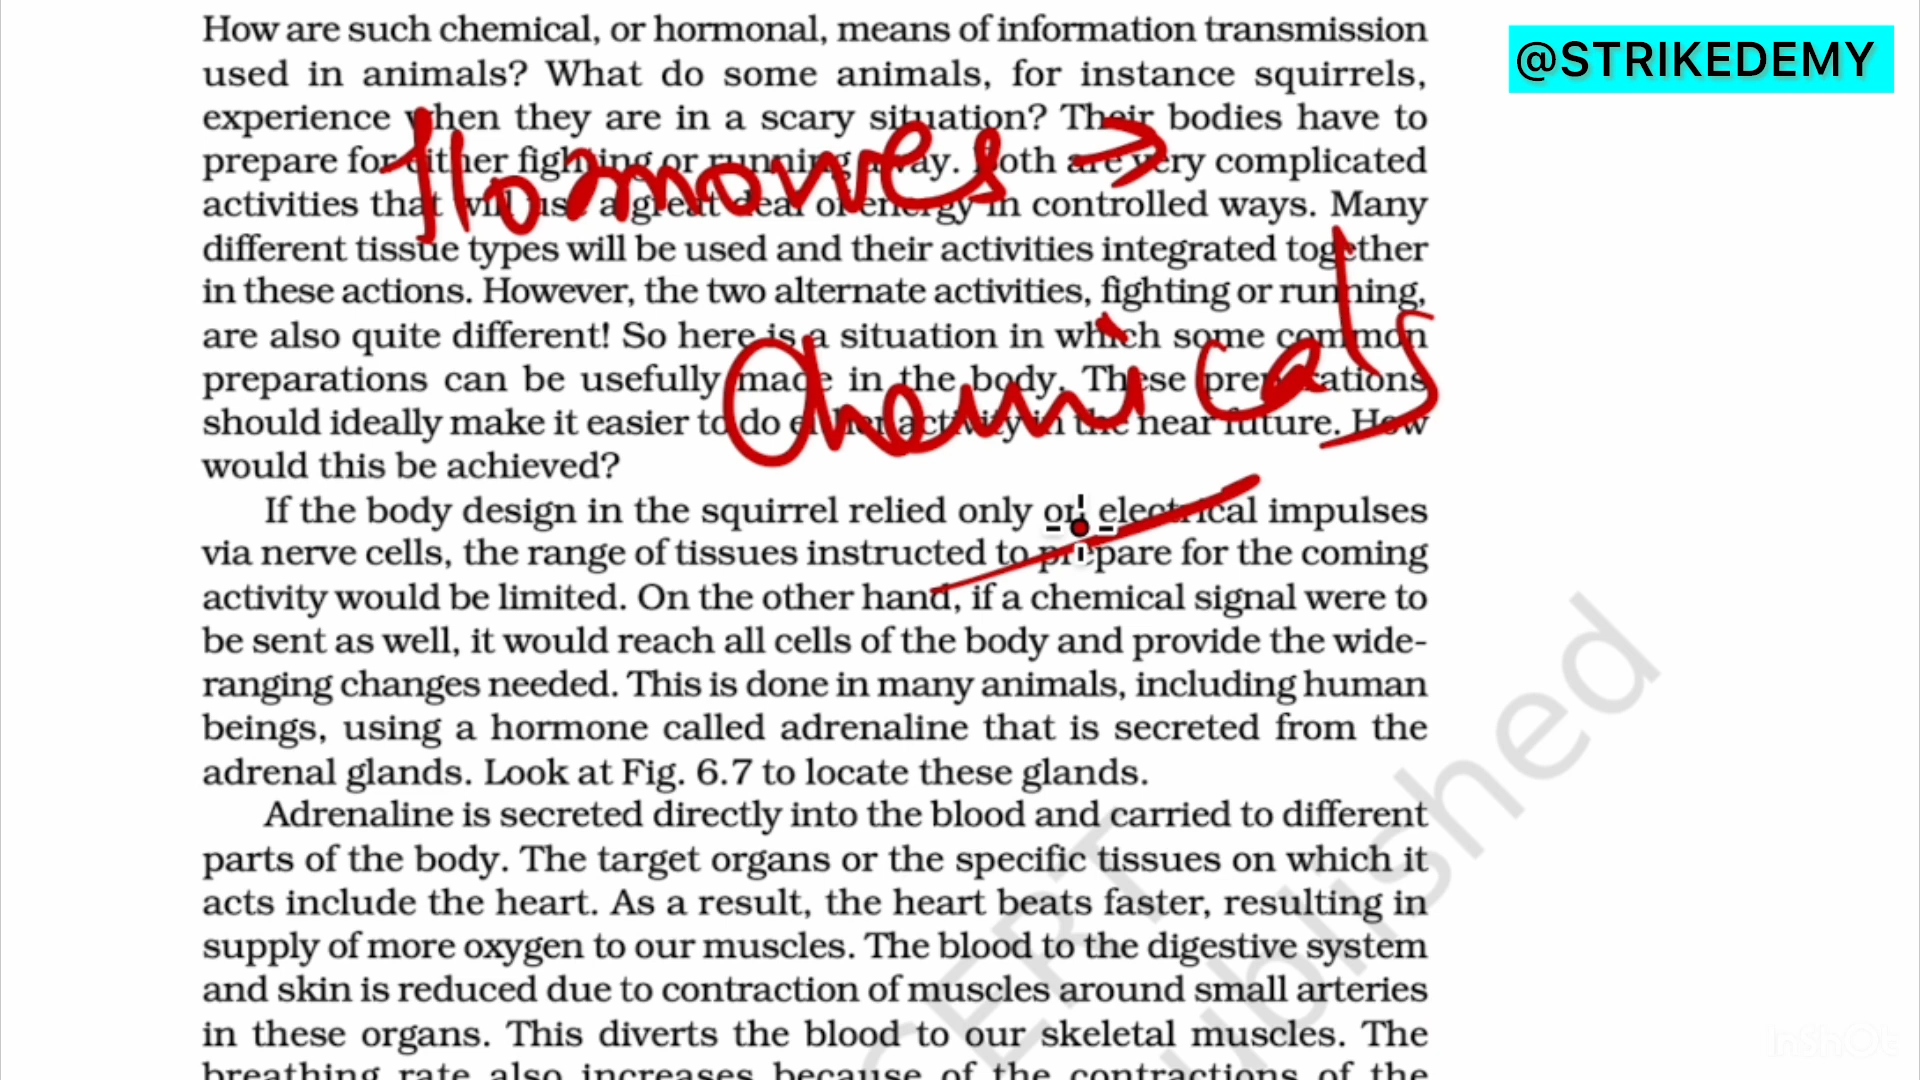 How are such chemical, or hormonal, means of information transmission
used in animals? What do some animals, for instance squirrels,
experience when they are in a scary situation? Their bodies have to
prepare for either fighting or running away. Both are very complicated
activities that will use a great deal of energy in controlled ways. Many
different tissue types will be used and their activities integrated together
in these actions. However, the two alternate activities, fighting or running,
are also quite different! So here is a situation in which some common
preparations can be usefully made in the body. These preparations
should ideally make it easier to do either activity in the near future. How
would this be achieved?
If the body design in the squirrel relied only on electrical impulses
via nerve cells, the range of tissues instructed to prepare for the coming
activity would be limited. On the other hand, if a chemical signal were to
be sent as well, it would reach all cells of the body and provide the wide-
ranging changes needed. This is done in many animals, including human
beings, using a hormone called adrenaline that is secreted from the
adrenal glands. Look at Fig. 6.7 to locate these glands.
Adrenaline is secreted directly into the blood and carried to different
parts of the body. The target organs or the specific tissues on which it
acts include the heart. As a result, the heart beats faster, resulting in
supply of more oxygen to our muscles. The blood to the digestive system
and skin is reduced due to contraction of muscles around small arteries
in these organs. This diverts the blood to our skeletal muscles. The
breathing rate also increases because of the contractions of the
@STRIKEDEMY
Homones →
Chemicals
CERT
ublished
InShOt